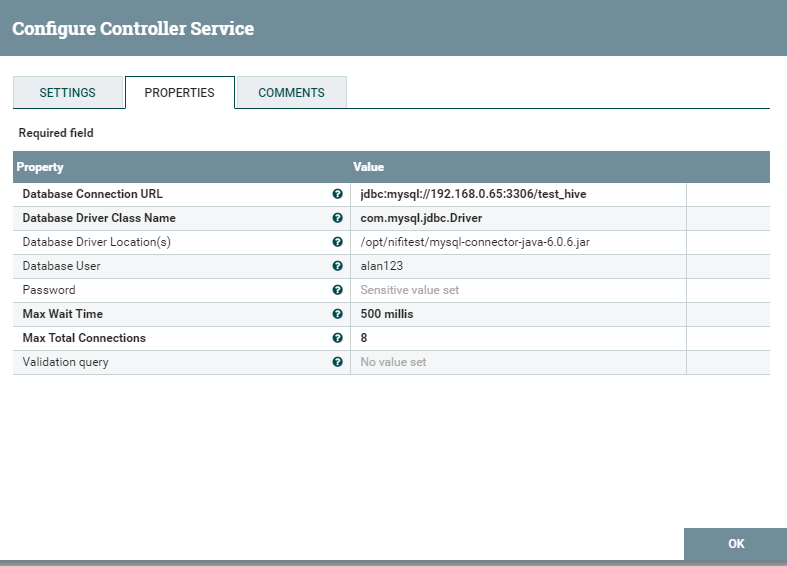 Configure Controller Service
SETTINGS PROPERTIES COMMENTS
Required field
Property Value
Database Connection URL jdbc:mysql://192.168.0.65:3306/test_hive
Database Driver Class Name com.mysql.jdbc.Driver
Database Driver Location(s) /opt/nifitest/mysql-connector-java-6.0.6.jar
Database User alan123
Password Sensitive value set
Max Wait Time 500 millis
Max Total Connections 8
Validation query No value set
OK